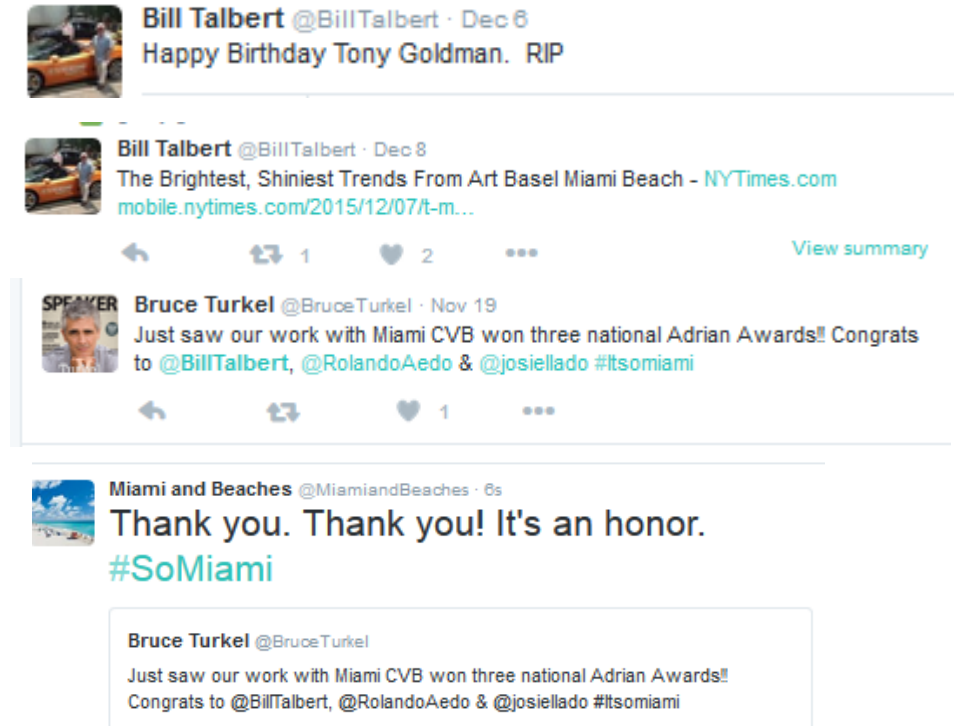 Bill Talbert @BillTalbert · Dec 6
Happy Birthday Tony Goldman. RIP
Bill Talbert @BillTalbert · Dec 8
The Brightest, Shiniest Trends From Art Basel Miami Beach - NYTimes.com
mobile.nytimes.com/2015/12/07/t-m...
1 2 View summary
SPEAKER
Bruce Turkel @BruceTurkel · Nov 19
Just saw our work with Miami CVB won three national Adrian Awards!! Congrats
to @BillTalbert, @RolandoAedo & @josiellado #Itsomiami
1
Miami and Beaches @MiamiandBeaches · 6s
Thank you. Thank you! It's an honor.
#SoMiami
Bruce Turkel @BruceTurkel
Just saw our work with Miami CVB won three national Adrian Awards!!
Congrats to @BillTalbert, @RolandoAedo & @josiellado #Itsomiami